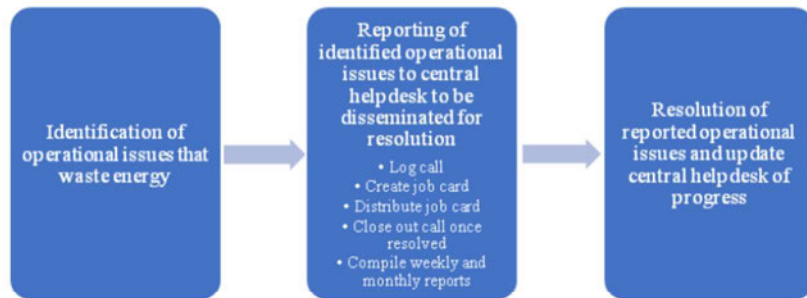 Identification of
operational issues that
waste energy
Reporting of
identified operational
issues to central
helpdesk to be
disseminated for
resolution
• Log call
• Create job card
• Distribute job card
• Close out call once
resolved
• Compile weekly and
monthly reports
Resolution of
reported operational
issues and update
central helpdesk of
progress